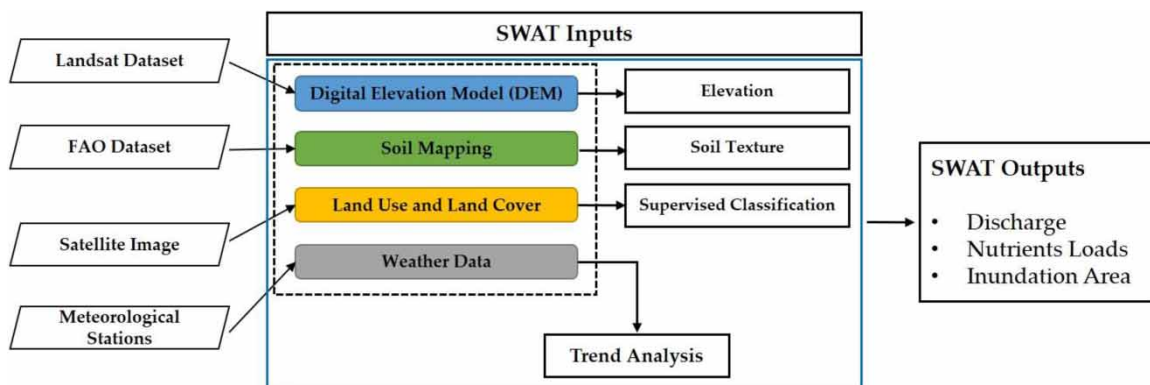 SWAT Inputs
Landsat Dataset
Digital Elevation Model (DEM)
Elevation
FAO Dataset
Soil Mapping
Soil Texture
Satellite Image
Land Use and Land Cover
Supervised Classification
Meteorological
Stations
Weather Data
Trend Analysis
SWAT Outputs
• Discharge
• Nutrients Loads
• Inundation Area